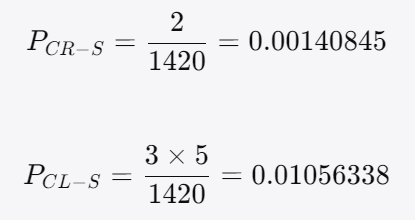 P_{CR-S} = \frac{2}{1420} = 0.00140845
P_{CL-S} = \frac{3 \times 5}{1420} = 0.01056338